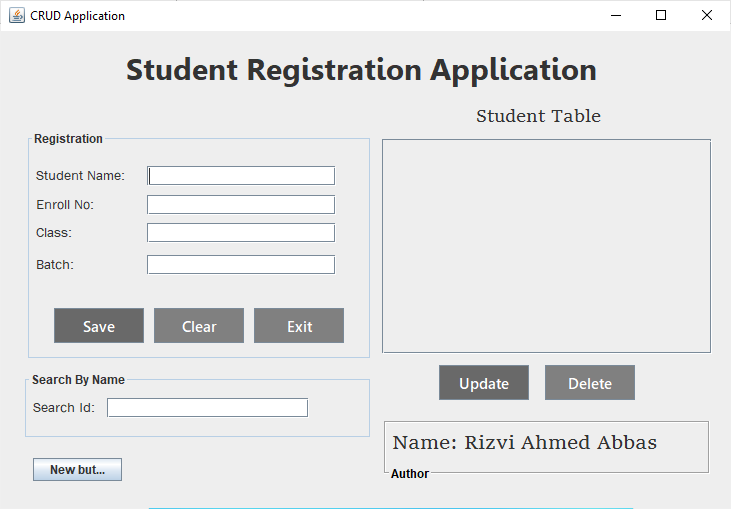 CRUD Application
Student Registration Application
Student Table
Registration
Student Name:
Enroll No:
Class:
Batch:
Save Clear Exit
Update Delete
Search By Name
Search Id:
Name: Rizvi Ahmed Abbas
Author
New but...